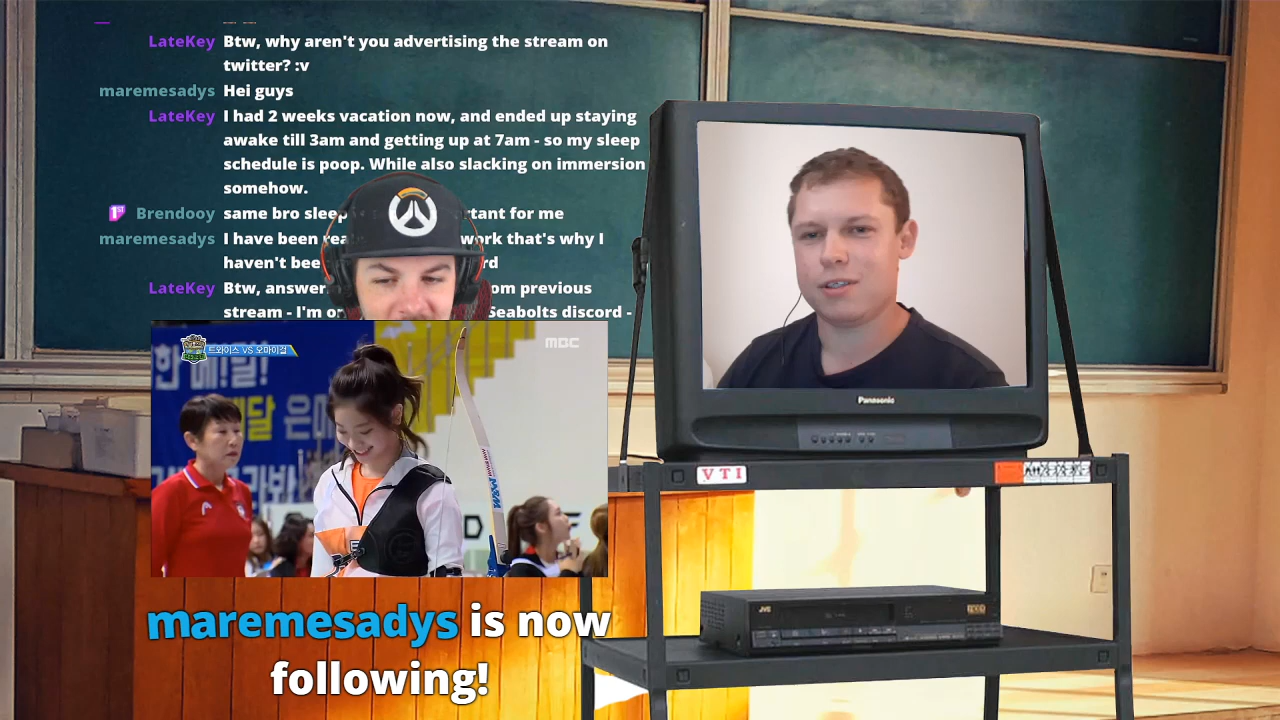 LateKey Btw, why aren't you advertising the stream on
twitter? :v
maremesadys Hei guys
LateKey I had 2 weeks vacation now, and ended up staying
awake till 3am and getting up at 7am - so my sleep
schedule is poop. While also slacking on immersion
somehow.
1ST Brendooy same bro sleep for me
maremesadys I have been work that's why I
haven't
LateKey Btw, previous
stream - I'm Seabolts discord -
트와이스 VS 오마이걸
MBC
W&W
Panasonic
VTI
JVC
maremesadys is now
following!